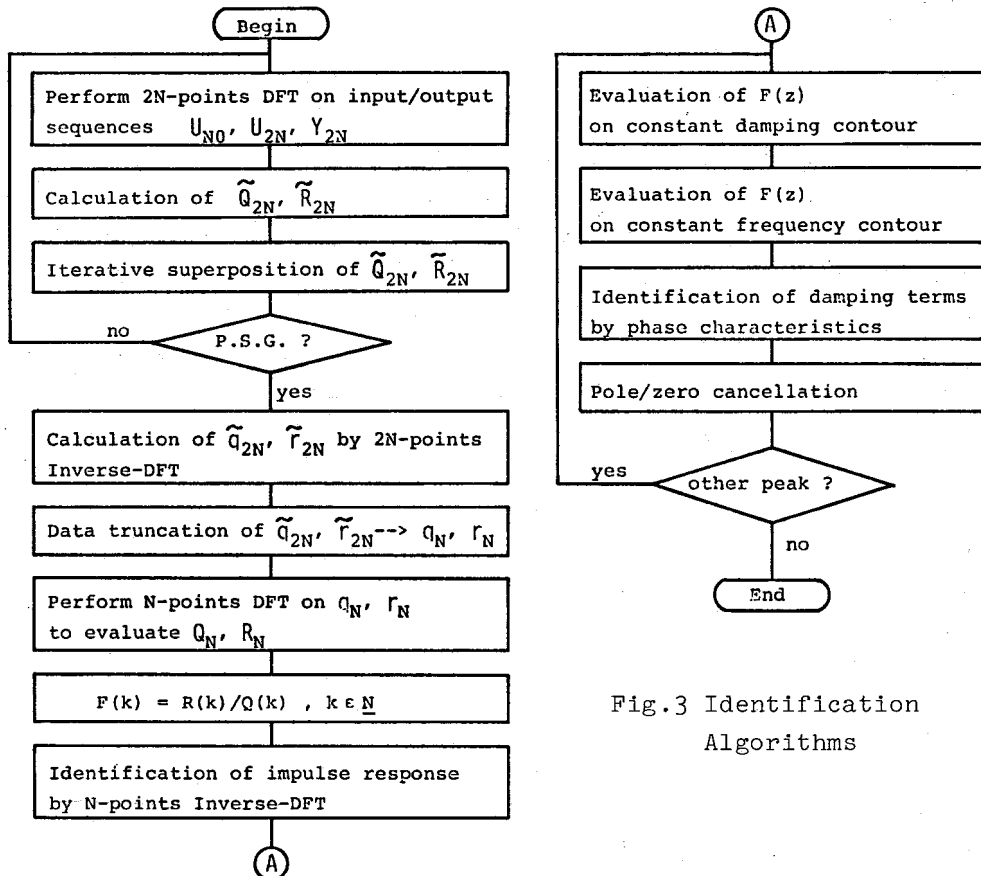 Begin
Perform 2N-points DFT on input/output
sequences U_N0, U_2N, Y_2N
Calculation of Q̃_2N, R̃_2N
Iterative superposition of Q̃_2N, R̃_2N
no
P.S.G. ?
yes
Calculation of q̃_2N, r̃_2N by 2N-points
Inverse-DFT
Data truncation of q̃_2N, r̃_2N--> q_N, r_N
Perform N-points DFT on q_N, r_N
to evaluate Q_N, R_N
F(k) = R(k)/Q(k) , k ε N
Identification of impulse response
by N-points Inverse-DFT
A
A
Evaluation of F(z)
on constant damping contour
Evaluation of F(z)
on constant frequency contour
Identification of damping terms
by phase characteristics
Pole/zero cancellation
yes
other peak ?
no
End
Fig.3 Identification
Algorithms